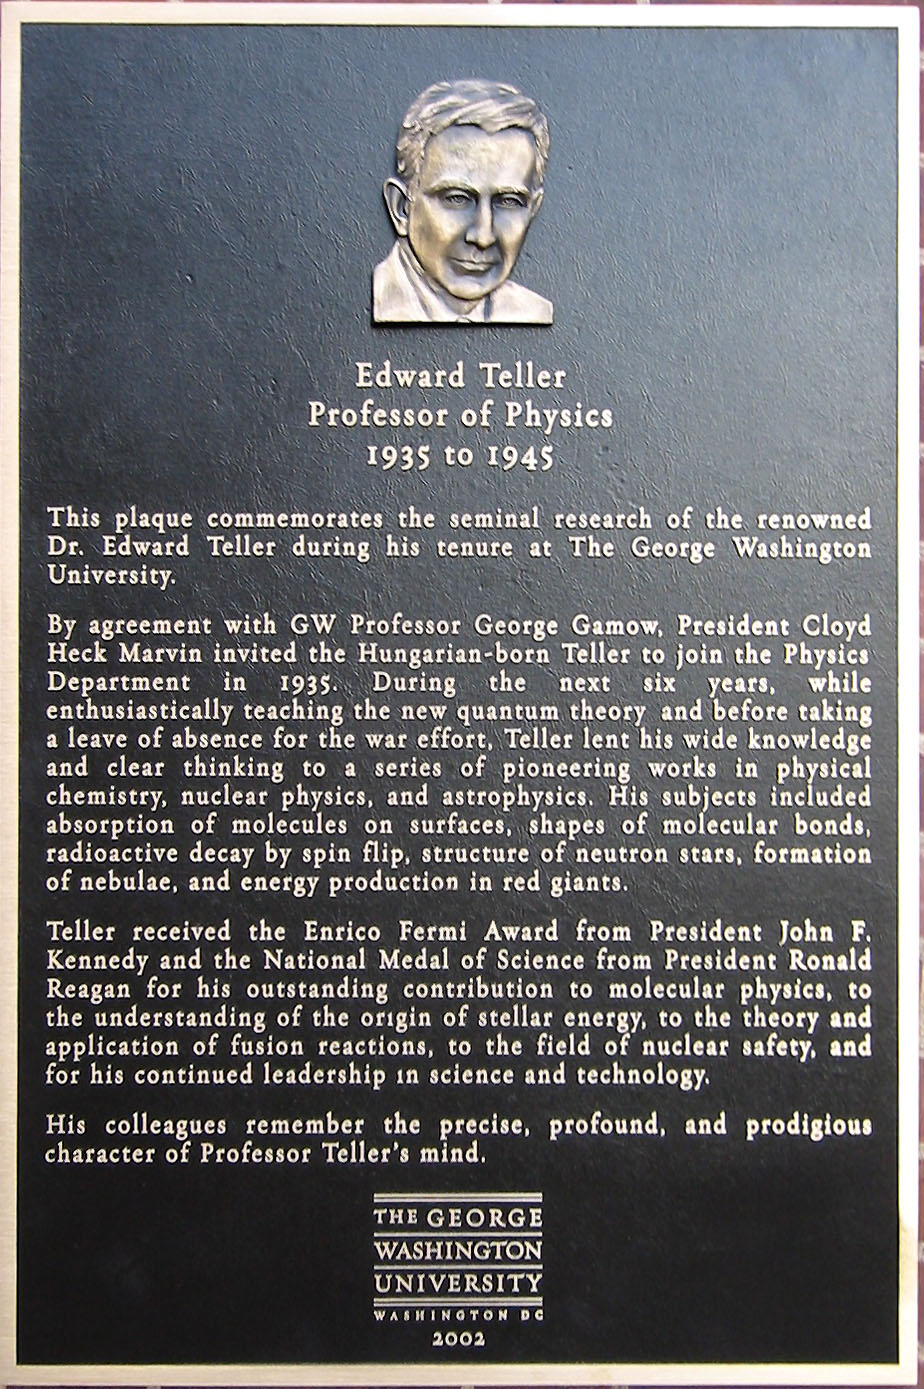 Edward Teller
Professor of Physics
1935 to 1945
This plaque commemorates the seminal research of the renowned
Dr. Edward Teller during his tenure at The George Washington
University.
By agreement with GW Professor George Gamow, President Cloyd
Heck Marvin invited the Hungarian-born Teller to join the Physics
Department in 1935. During the next six years, while
enthusiastically teaching the new quantum theory and before taking
a leave of absence for the war effort, Teller lent his wide knowledge
and clear thinking to a series of pioneering works in physical
chemistry, nuclear physics, and astrophysics. His subjects included
absorption of molecules on surfaces, shapes of molecular bonds,
radioactive decay by spin flip, structure of neutron stars, formation
of nebulae, and energy production in red giants.
Teller received the Enrico Fermi Award from President John F.
Kennedy and the National Medal of Science from President Ronald
Reagan for his outstanding contribution to molecular physics, to
the understanding of the origin of stellar energy, to the theory and
application of fusion reactions, to the field of nuclear safety, and
for his continued leadership in science and technology.
His colleagues remember the precise, profound, and prodigious
character of Professor Teller's mind.
THE GEORGE
WASHINGTON
UNIVERSITY
WASHINGTON DC
2002